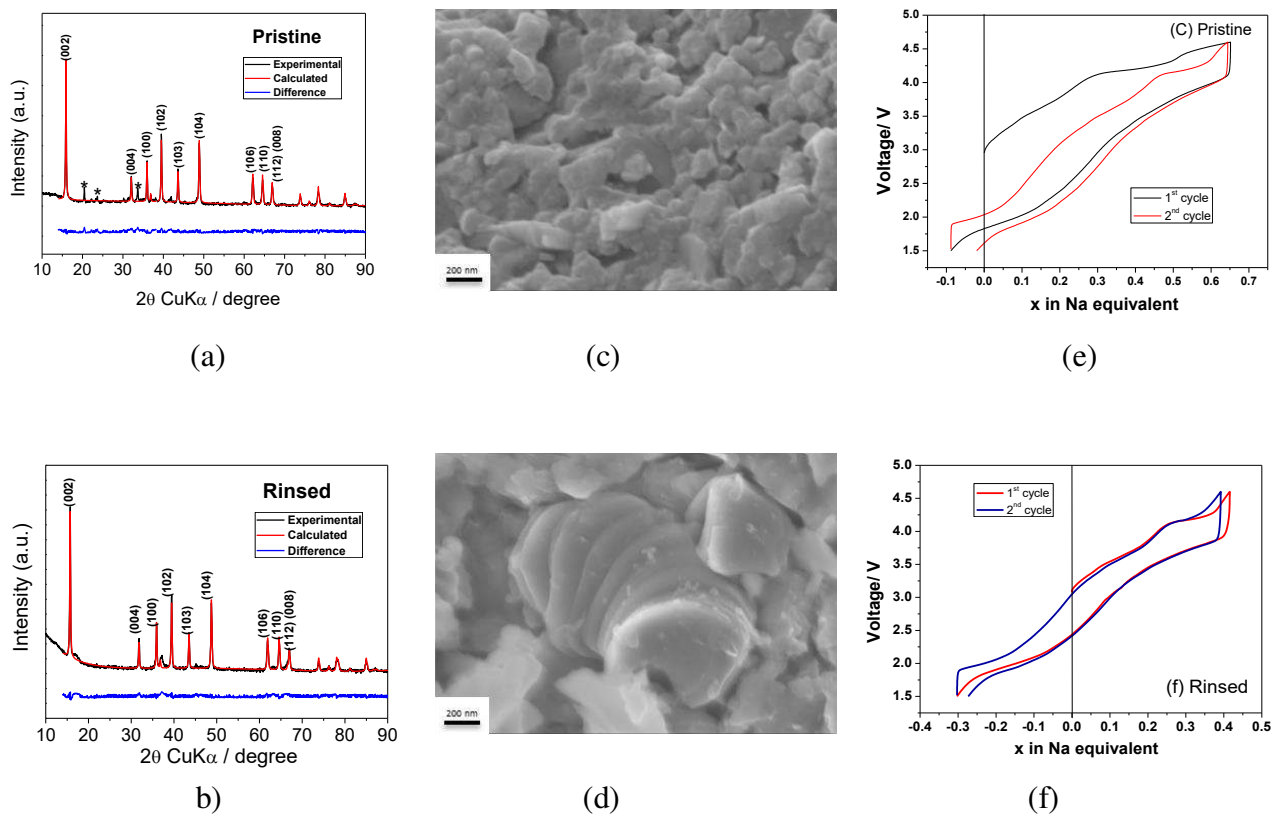 Pristine
Experimental
Calculated
Difference
(002)
*
*
(004)
*
(100)
(102)
(103)
(104)
(106)
(110)
(112) (008)
Intensity (a.u.)
10 20 30 40 50 60 70 80 90
2θ CuKα / degree
(a)
200 nm
(c)
(C) Pristine
1st cycle
2nd cycle
Voltage/ V
5.0
4.5
4.0
3.5
3.0
2.5
2.0
1.5
-0.1 0.0 0.1 0.2 0.3 0.4 0.5 0.6 0.7
x in Na equivalent
(e)
Rinsed
Experimental
Calculated
Difference
(002)
(004)
(100)
(102)
(103)
(104)
(106)
(110)
(112) (008)
Intensity (a.u.)
10 20 30 40 50 60 70 80 90
2θ CuKα / degree
b)
200 nm
(d)
1st cycle
2nd cycle
(f) Rinsed
Voltage/ V
5.0
4.5
4.0
3.5
3.0
2.5
2.0
1.5
-0.4 -0.3 -0.2 -0.1 0.0 0.1 0.2 0.3 0.4 0.5
x in Na equivalent
(f)